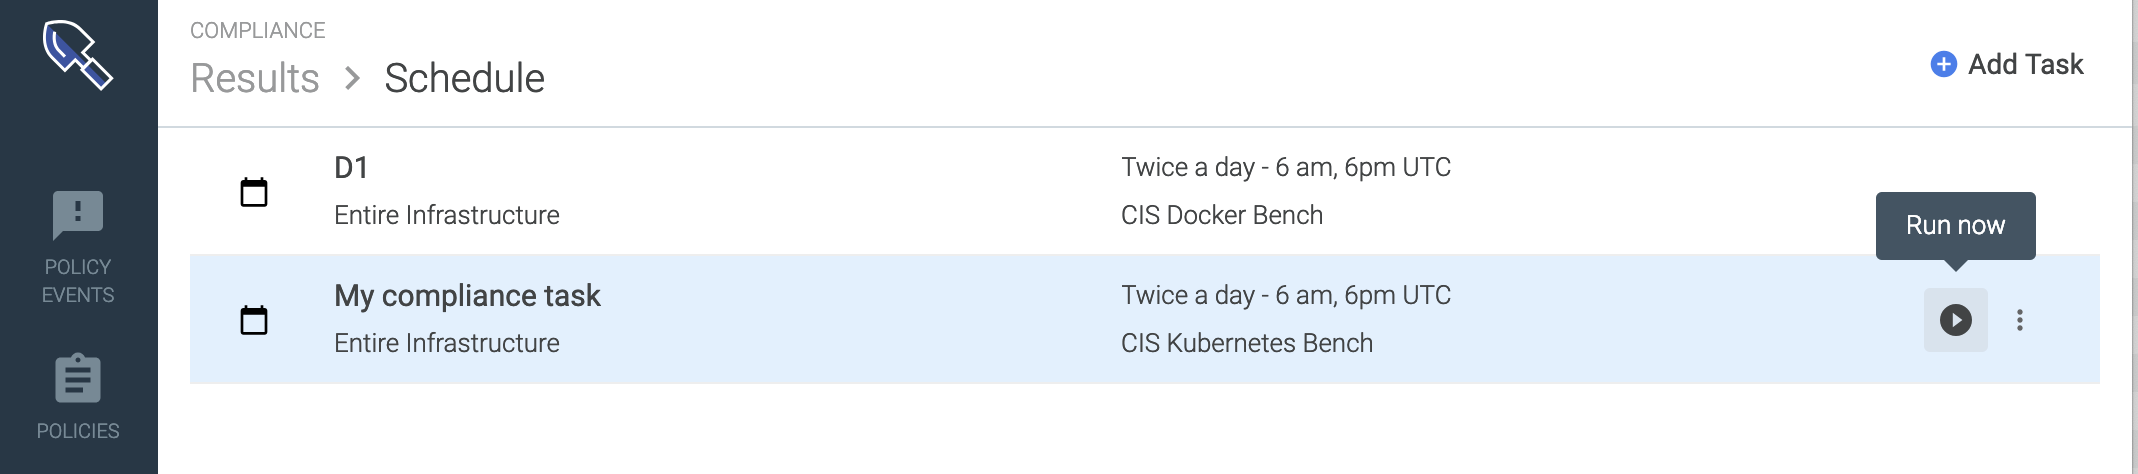 COMPLIANCE
Results > Schedule
Add Task
D1
Twice a day - 6 am, 6pm UTC
Entire Infrastructure
CIS Docker Bench
Run now
My compliance task
Twice a day - 6 am, 6pm UTC
Entire Infrastructure
CIS Kubernetes Bench
POLICY
EVENTS
POLICIES